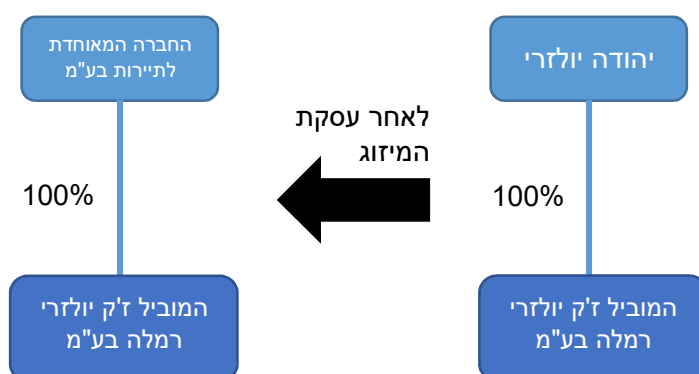 יהודה יולזרי
100%
המוביל ז'ק יולזרי
רמלה בע"מ
לאחר עסקת
המיזוג
החברה המאוחדת
לתיירות בע"מ
100%
המוביל ז'ק יולזרי
רמלה בע"מ